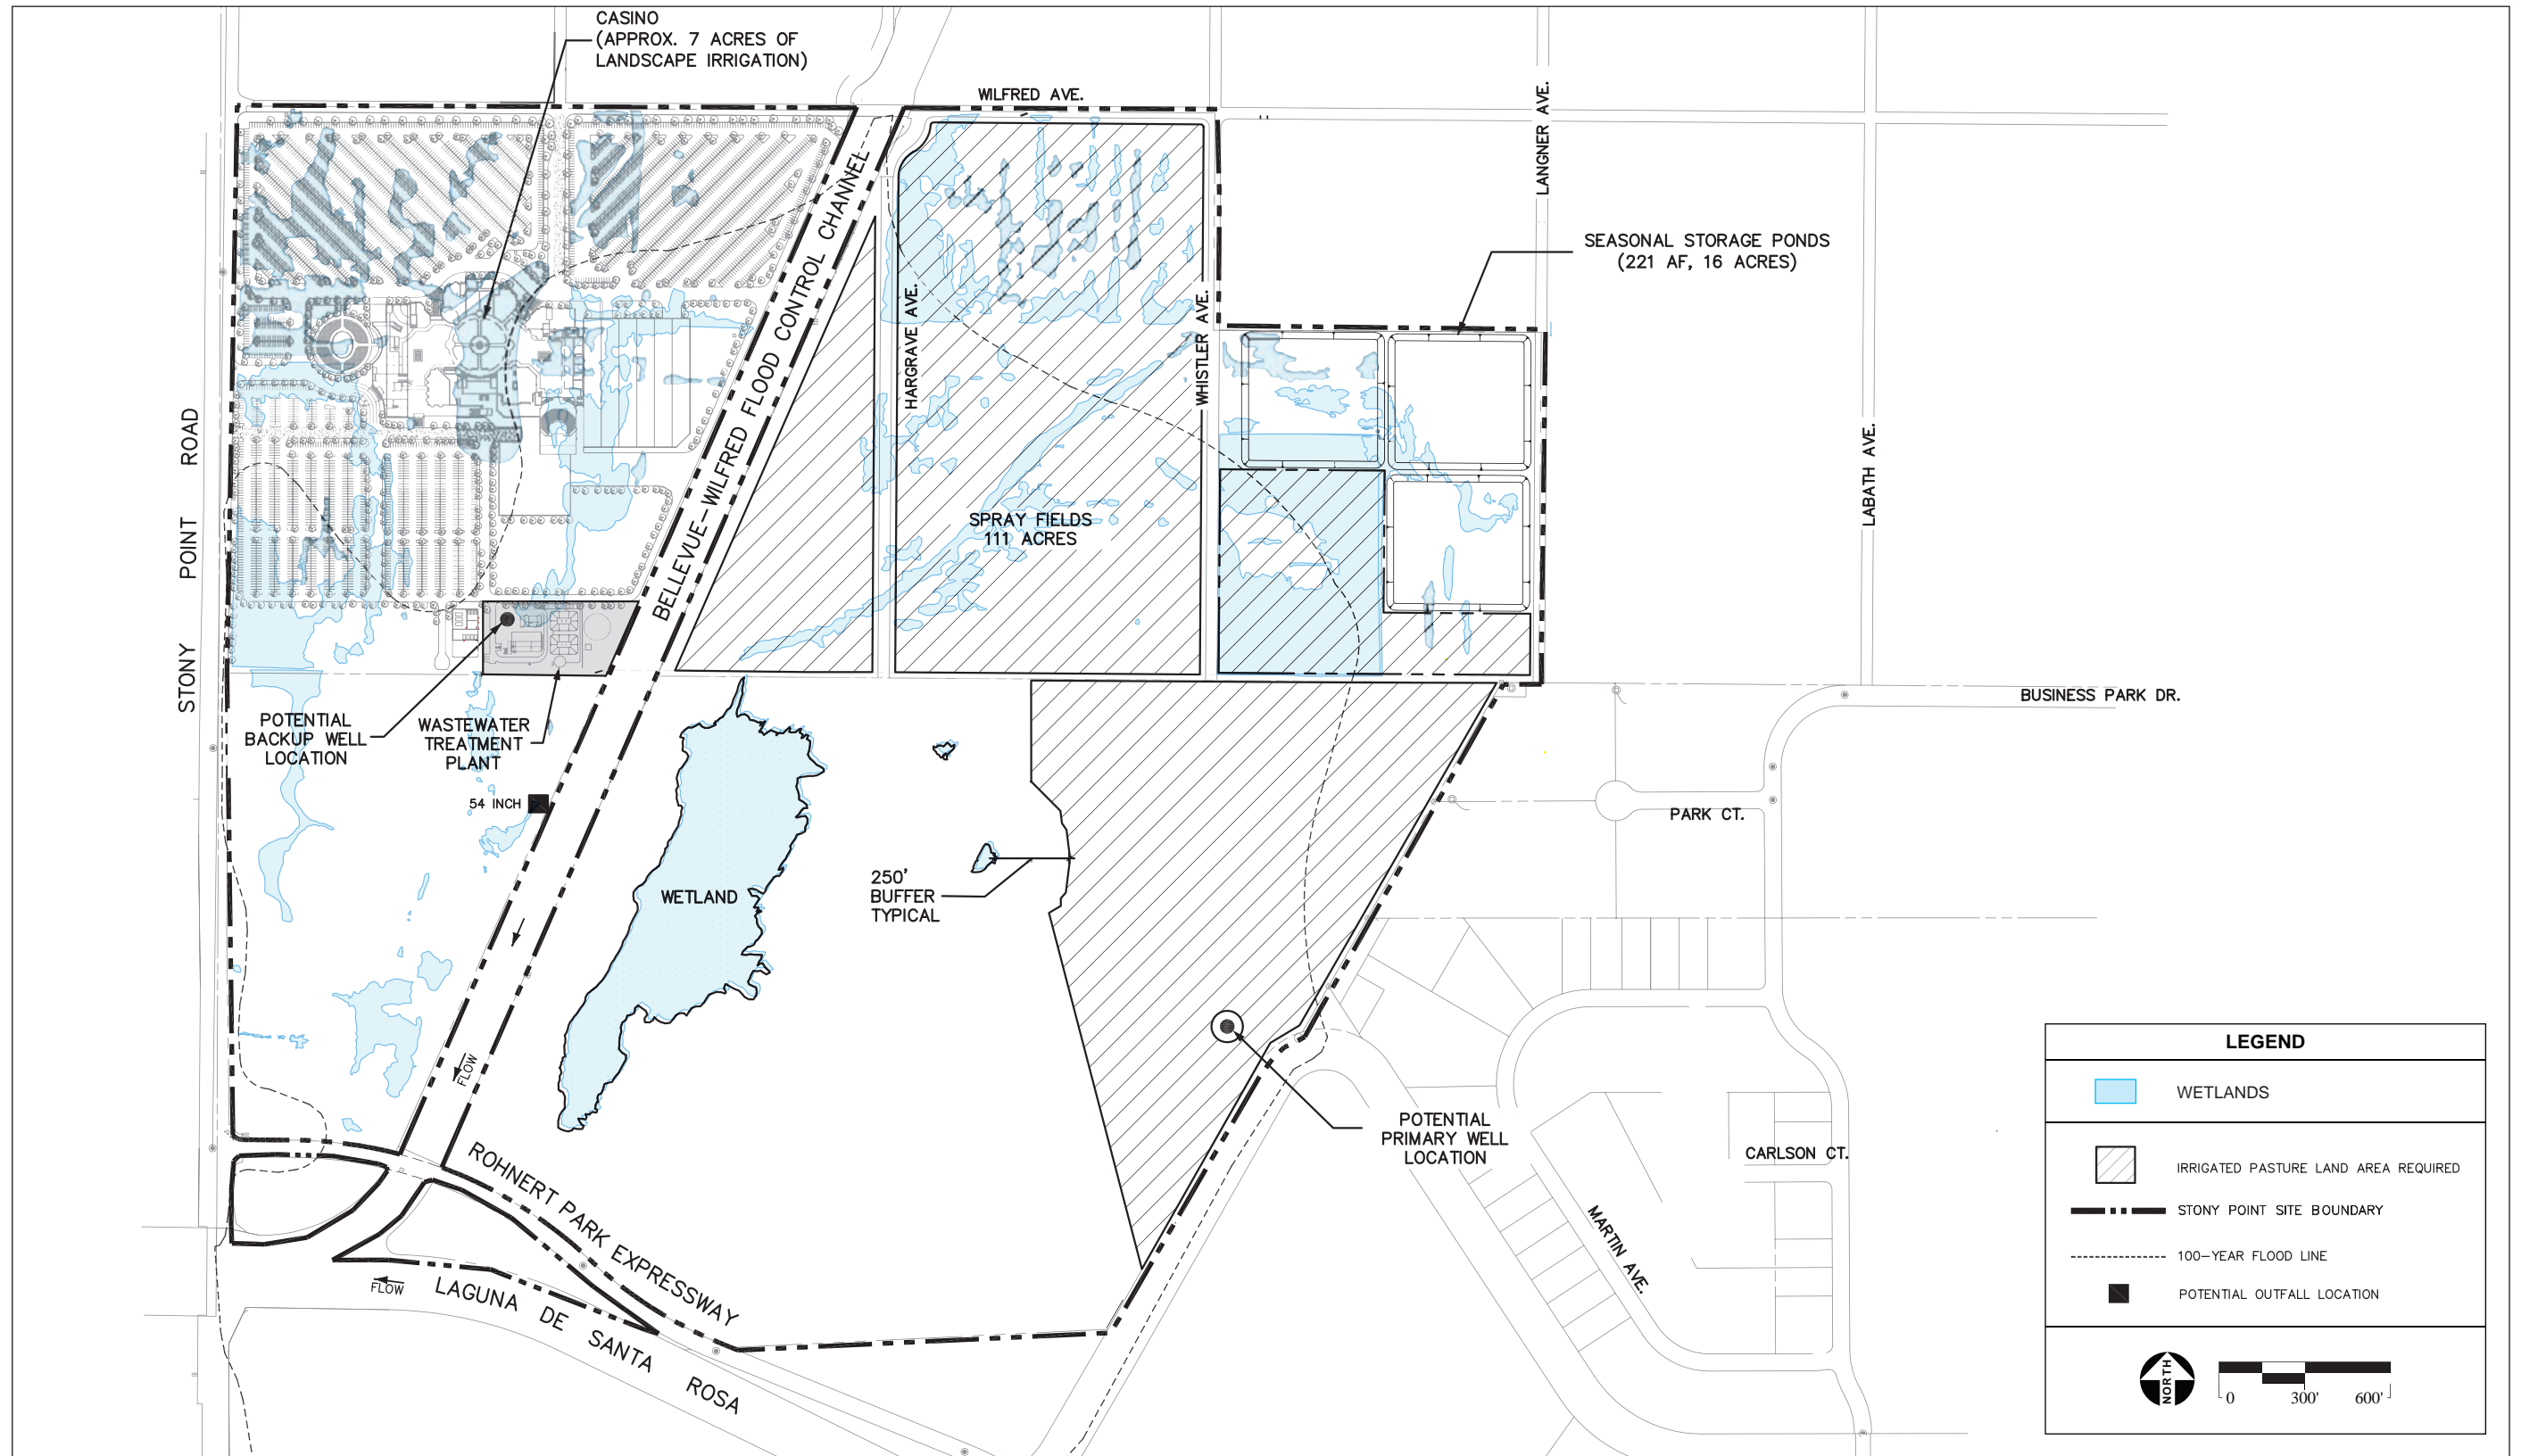 CASINO
(APPROX. 7 ACRES OF
LANDSCAPE IRRIGATION)
WILFRED AVE.
LANGNER AVE.
SEASONAL STORAGE PONDS
(221 AF, 16 ACRES)
BELLEVUE-WILFRED FLOOD CONTROL CHANNEL
HARGRAVE AVE.
WHISTLER AVE.
STONY POINT ROAD
LABATH AVE.
SPRAY FIELDS
111 ACRES
POTENTIAL
BACKUP WELL
LOCATION
WASTEWATER
TREATMENT
PLANT
BUSINESS PARK DR.
54 INCH
PARK CT.
WETLAND
250'
BUFFER
TYPICAL
FLOW
POTENTIAL
PRIMARY WELL
LOCATION
CARLSON CT.
MARTIN AVE.
ROHNERT PARK EXPRESSWAY
FLOW
LAGUNA DE SANTA ROSA
LEGEND
WETLANDS
IRRIGATED PASTURE LAND AREA REQUIRED
STONY POINT SITE BOUNDARY
100-YEAR FLOOD LINE
POTENTIAL OUTFALL LOCATION
NORTH
0 300' 600'